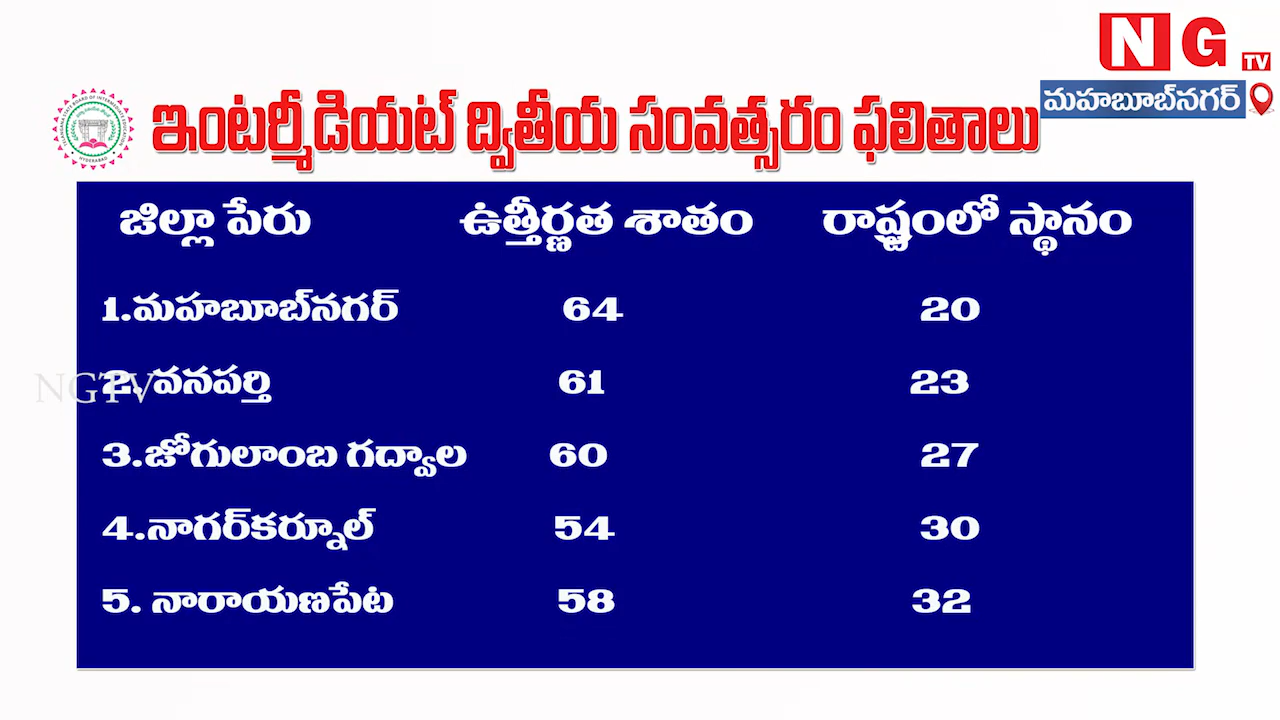 NG TV
మహబూబ్‌నగర్
ఇంటర్మీడియట్ ద్వితీయ సంవత్సరం ఫలితాలు
జిల్లా పేరు ఉత్తీర్ణత శాతం రాష్ట్రంలో స్థానం
1.మహబూబ్‌నగర్ 64 20
2. వనపర్తి 61 23
NGTV
3.జోగులాంబ గద్వాల 60 27
4.నాగర్‌కర్నూల్ 54 30
5. నారాయణపేట 58 32